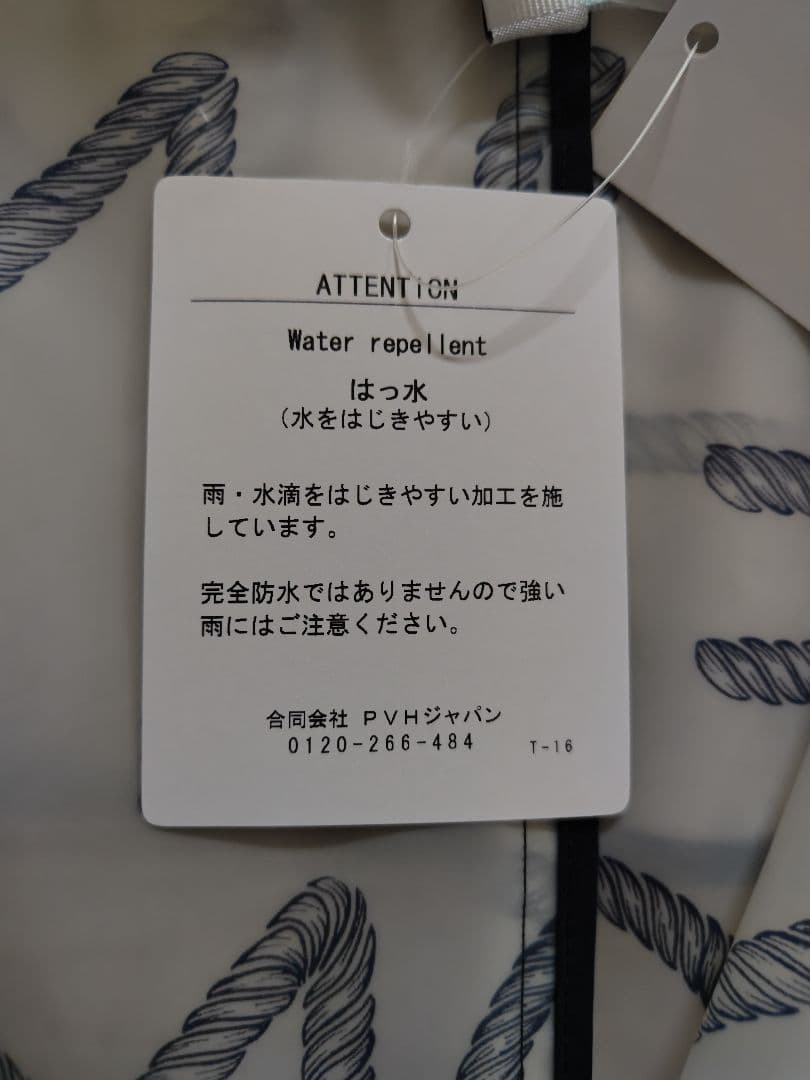 ATTENTION
Water repellent
はっ水
(水をはじきやすい)
雨・水滴をはじきやすい加工を施
しています。
完全防水ではありませんので強い
雨にはご注意ください。
合同会社 PVHジャパン
0120-266-484 T-16